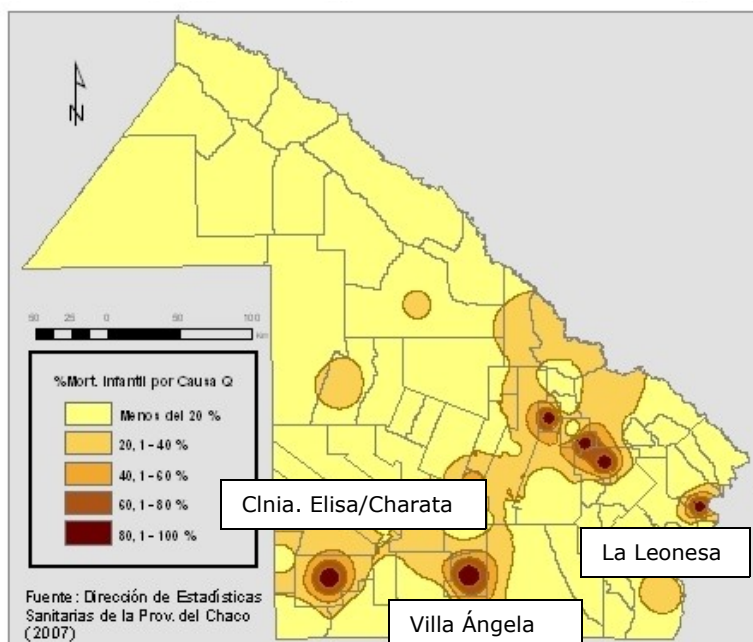 N
50 25 0 50 100
Km
%Mort. Infantil por Causa Q
Menos del 20 %
20,1-40 %
40,1-60 %
60,1-80 %
80,1-100 %
Clnia. Elisa/Charata
La Leonesa
Villa Ángela
Fuente: Dirección de Estadísticas
Sanitarias de la Prov. del Chaco
(2007)